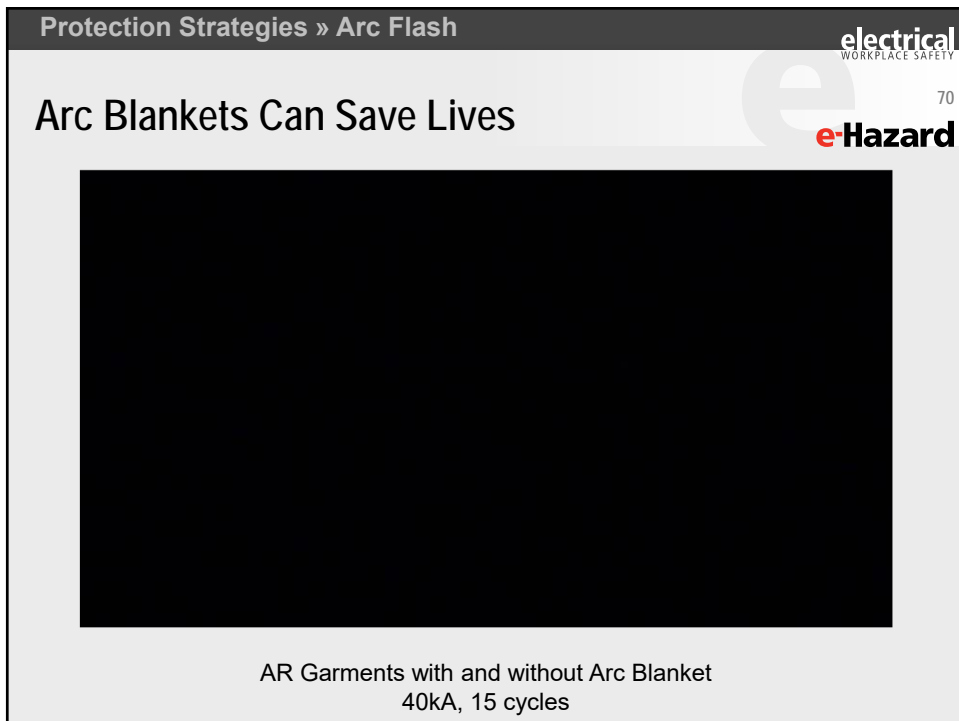 Protection Strategies » Arc Flash
electrical
WORKPLACE SAFETY
70
Arc Blankets Can Save Lives
e-Hazard
AR Garments with and without Arc Blanket
40kA, 15 cycles